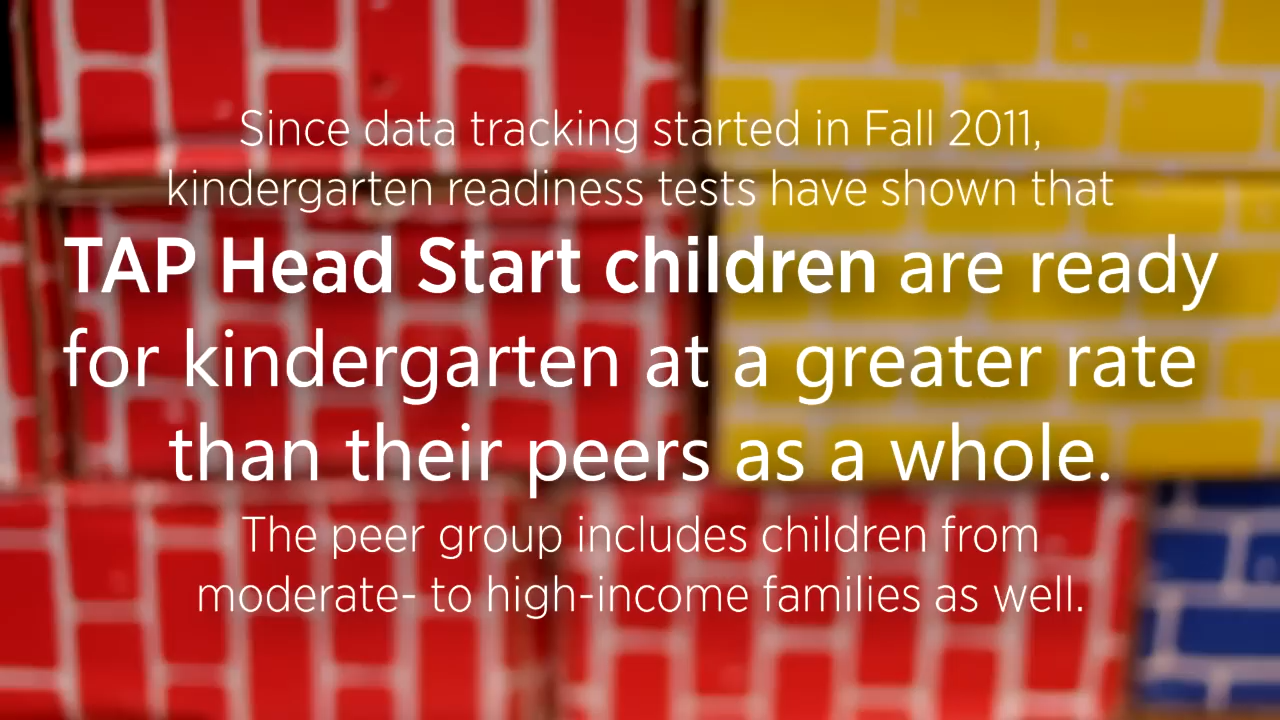 Since data tracking started in Fall 2011,
kindergarten readiness tests have shown that
TAP Head Start children are ready
for kindergarten at a greater rate
than their peers as a whole.
The peer group includes children from
moderate- to high-income families as well.